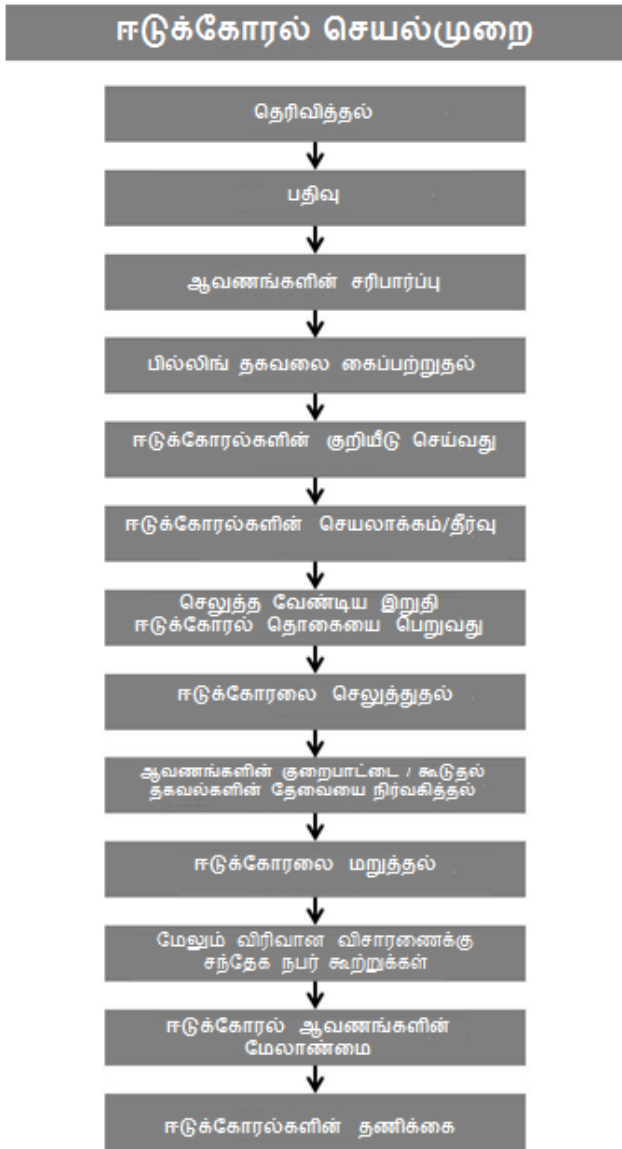 ஈடுக்கோரல் செயல்முறை
தெரிவித்தல்
பதிவு
ஆவணங்களின் சரிபார்ப்பு
பில்லிங் தகவலை கைப்பற்றுதல்
ஈடுக்கோரல்களின் குறியீடு செய்வது
ஈடுக்கோரல்களின் செயலாக்கம்/தீர்வு
செலுத்த வேண்டிய இறுதி
ஈடுக்கோரல் தொகையை பெறுவது
ஈடுக்கோரலை செலுத்துதல்
ஆவணங்களின் குறைபாட்டை / கூடுதல்
தகவல்களின் தேவையை நிர்வகித்தல்
ஈடுக்கோரலை மறுத்தல்
மேலும் விரிவான விசாரணைக்கு
சந்தேக நபர் கூற்றுக்கள்
ஈடுக்கோரல் ஆவணங்களின்
மேலாண்மை
ஈடுக்கோரல்களின் தணிக்கை